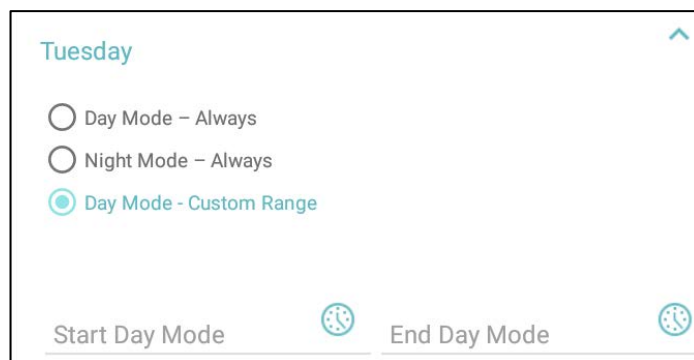 Tuesday
Day Mode – Always
Night Mode – Always
Day Mode - Custom Range
Start Day Mode End Day Mode